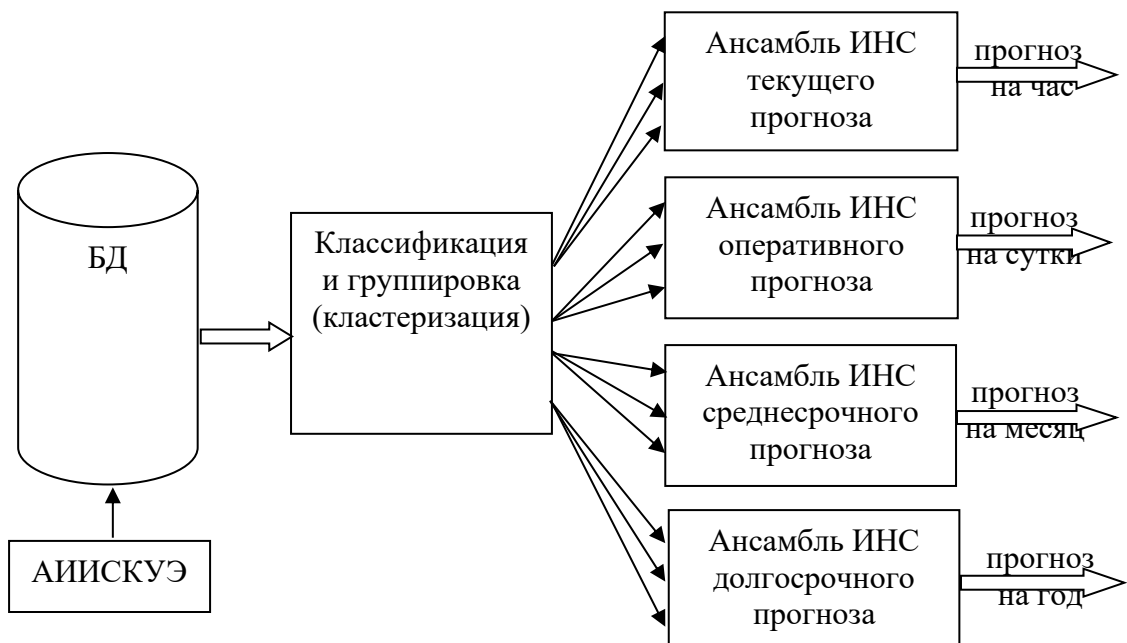 БД
АИИСКУЭ
Классификация
и группировка
(кластеризация)
Ансамбль ИНС
текущего
прогноза
прогноз
на час
Ансамбль ИНС
оперативного
прогноза
прогноз
на сутки
Ансамбль ИНС
среднесрочного
прогноза
прогноз
на месяц
Ансамбль ИНС
долгосрочного
прогноза
прогноз
на год